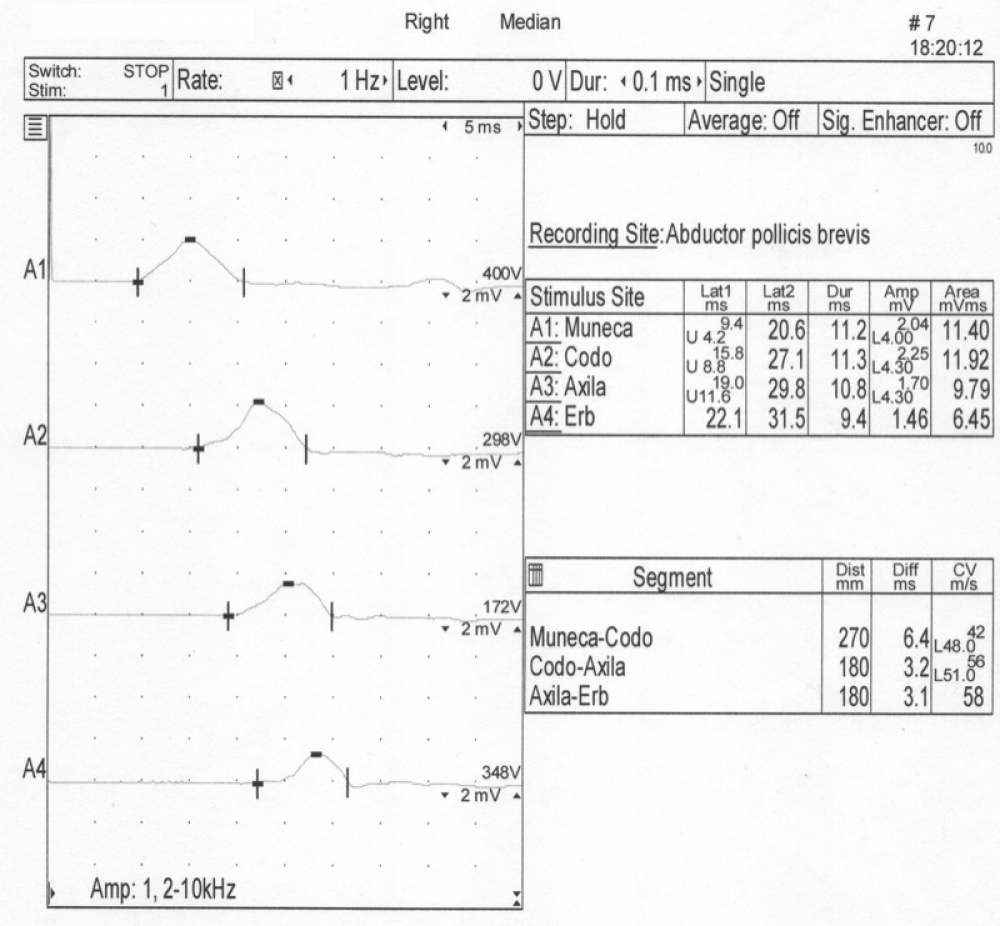 Right Median #7
18:20:12
Switch: STOP
Stim: 1
Rate: 1 Hz
Level: 0 V
Dur: 0.1 ms
Single
Step: Hold
Average: Off
Sig. Enhancer: Off
5 ms
100
Recording Site: Abductor pollicis brevis
A1
400V
2 mV
A2
298V
2 mV
A3
172V
2 mV
A4
348V
2 mV
Amp: 1, 2-10kHz
Stimulus Site Lat1 ms Lat2 ms Dur ms Amp mV Area mVms
A1: Muneca 9.4 U 4.2 20.6 11.2 2.04 L4.00 11.40
A2: Codo 15.8 U 8.8 27.1 11.3 2.25 L4.30 11.92
A3: Axila 19.0 U11.6 29.8 10.8 1.70 L4.30 9.79
A4: Erb 22.1 31.5 9.4 1.46 6.45
Segment Dist mm Diff ms CV m/s
Muneca-Codo 270 6.4 42 L48.0
Codo-Axila 180 3.2 56 L51.0
Axila-Erb 180 3.1 58